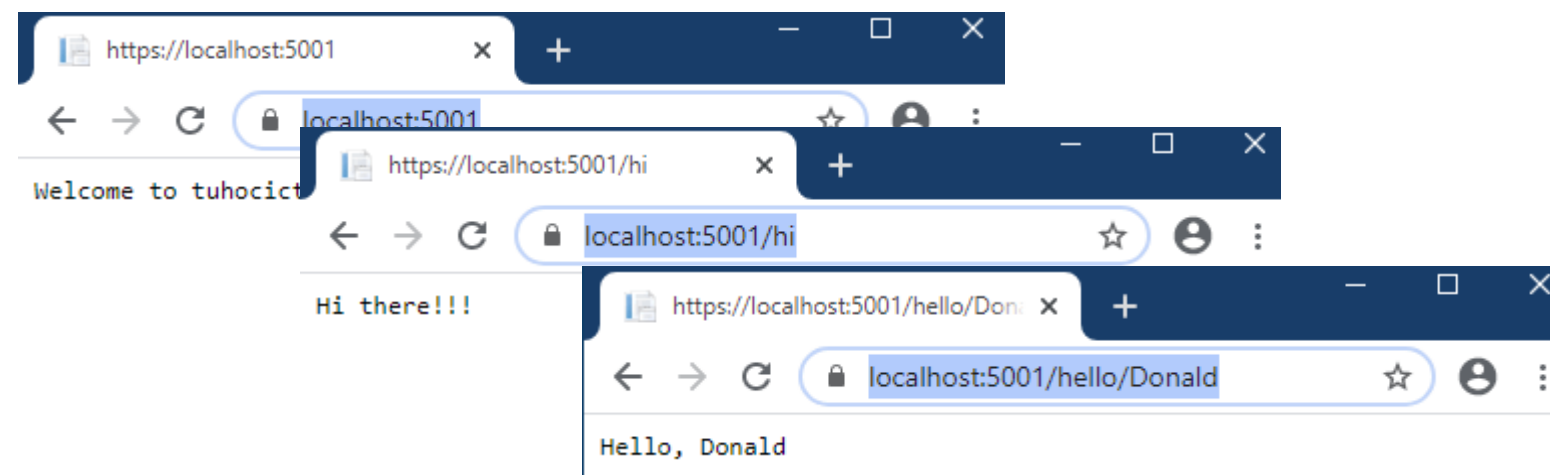 https://localhost:5001
localhost:5001
Welcome to tuhocict
https://localhost:5001/hi
localhost:5001/hi
Hi there!!!
https://localhost:5001/hello/Don
localhost:5001/hello/Donald
Hello, Donald